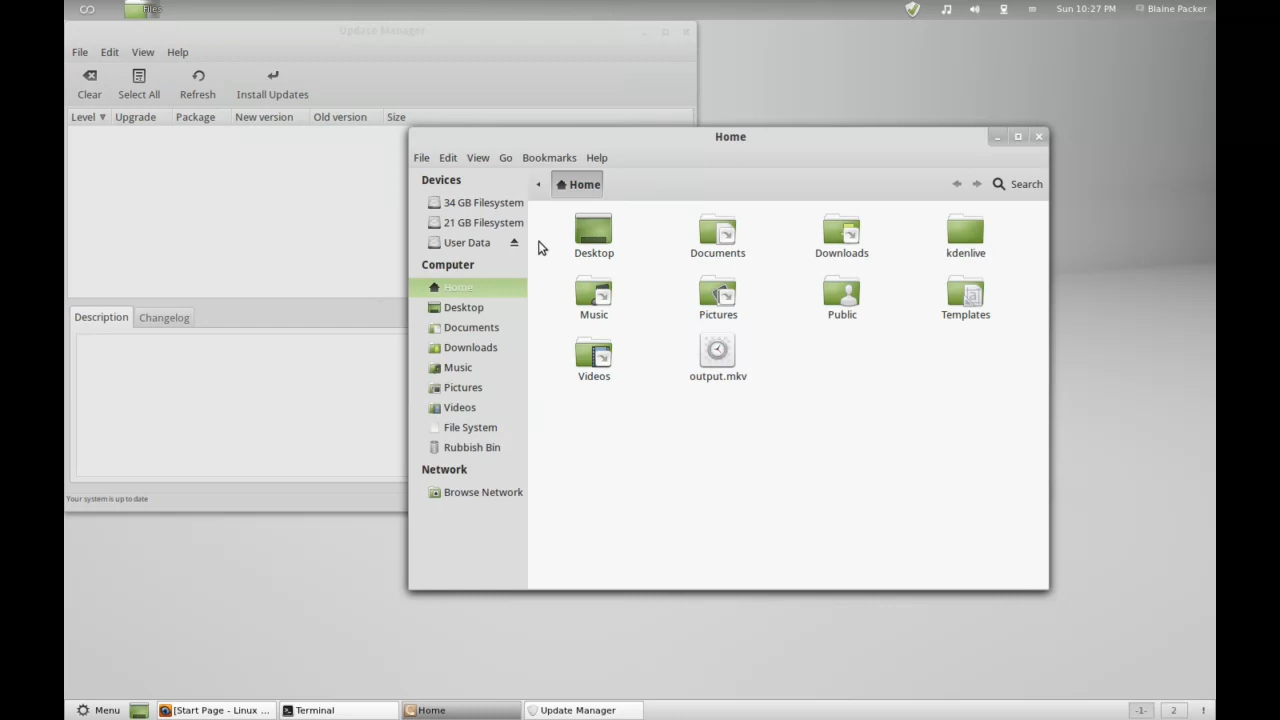 Files
Sun 10:27 PM
Blaine Packer
Update Manager
File Edit View Help
Clear Select All Refresh Install Updates
Level Upgrade Package New version Old version Size
Description Changelog
Your system is up to date
Home
File Edit View Go Bookmarks Help
Home
Search
Devices
34 GB Filesystem
21 GB Filesystem
User Data
Computer
Home
Desktop
Documents
Downloads
Music
Pictures
Videos
File System
Rubbish Bin
Network
Browse Network
Desktop Documents Downloads kdenlive
Music Pictures Public Templates
Videos output.mkv
Menu [Start Page - Linux ... Terminal Home Update Manager -1- 2 !